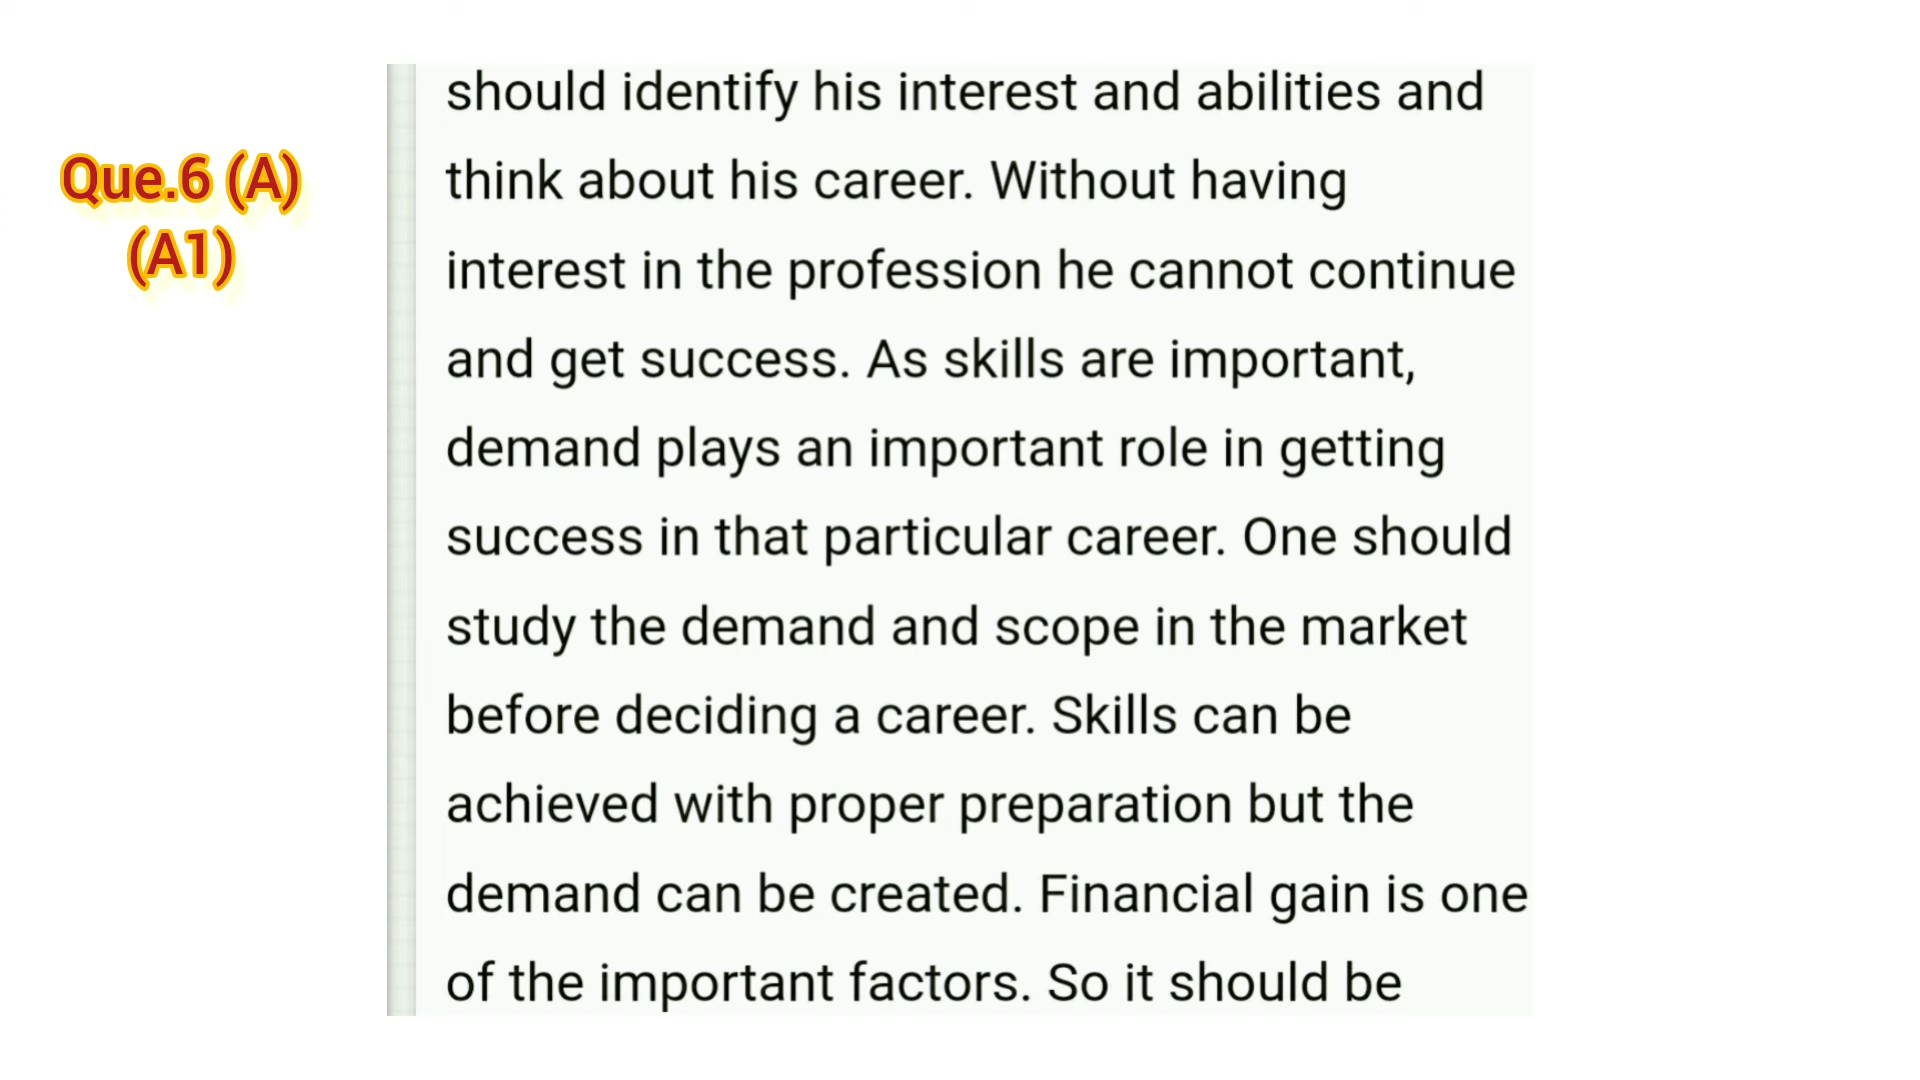 Que.6 (A)
(A1)
should identify his interest and abilities and
think about his career. Without having
interest in the profession he cannot continue
and get success. As skills are important,
demand plays an important role in getting
success in that particular career. One should
study the demand and scope in the market
before deciding a career. Skills can be
achieved with proper preparation but the
demand can be created. Financial gain is one
of the important factors. So it should be